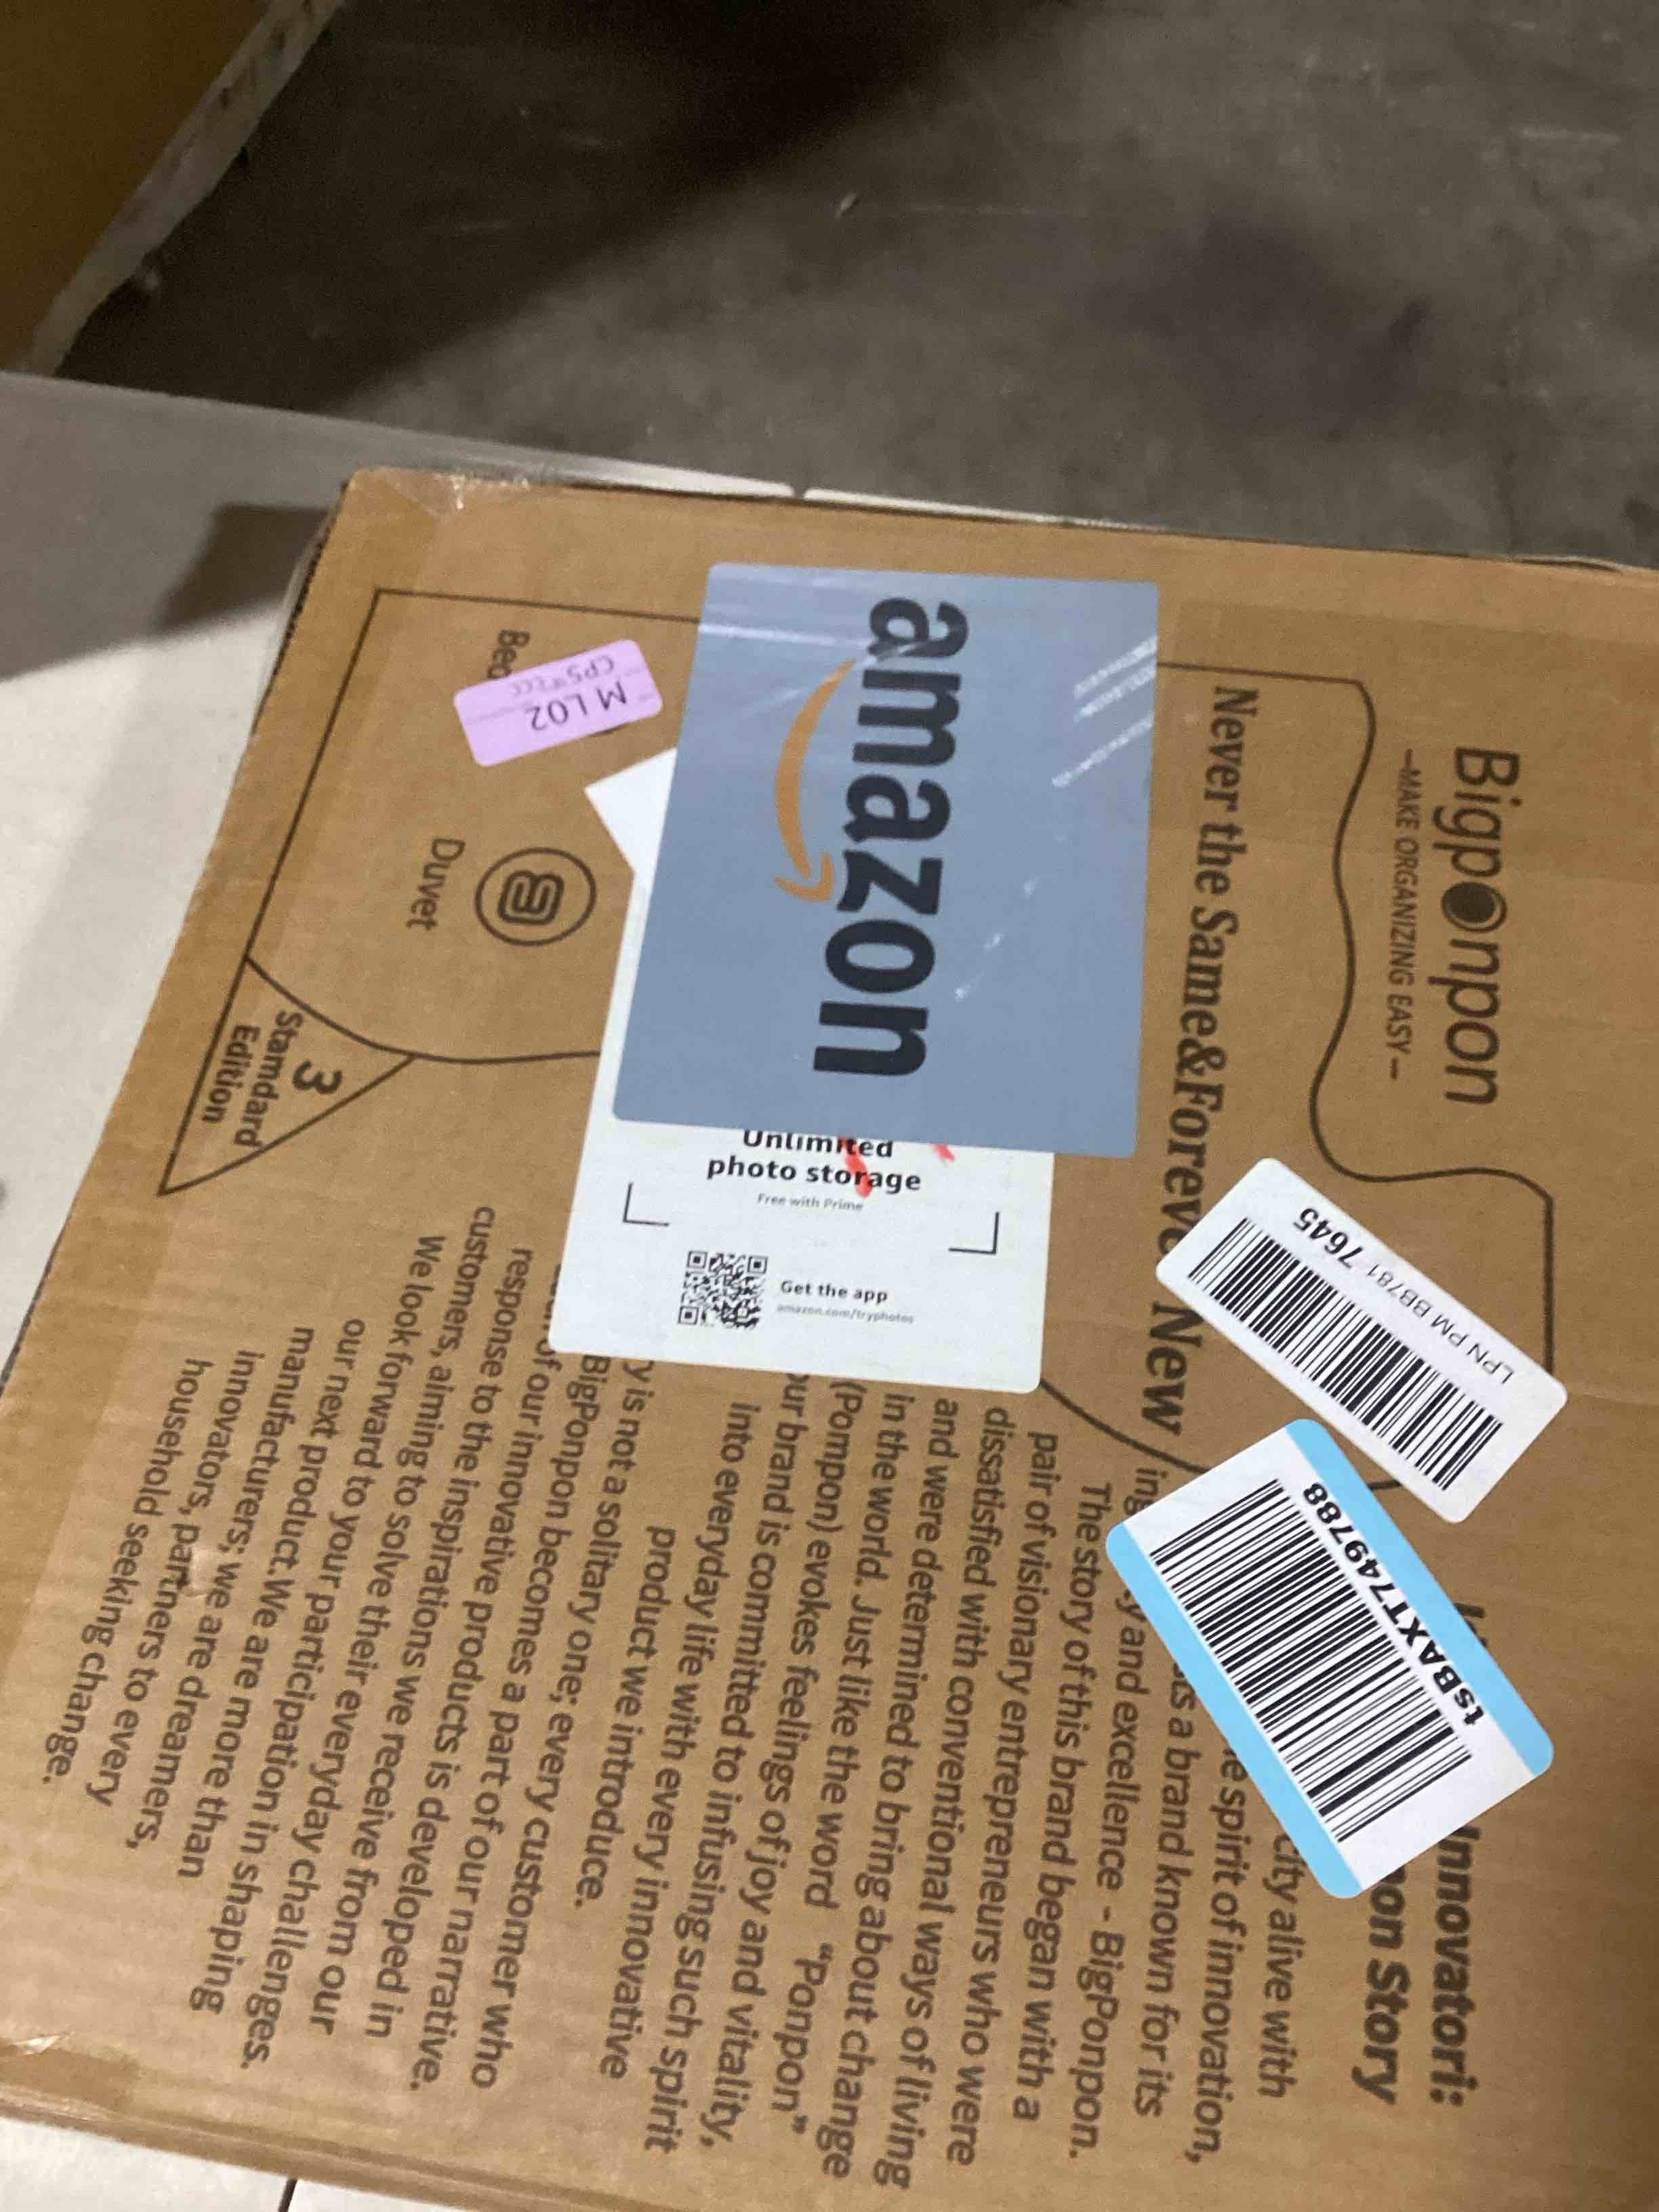 Bigponpon
—MAKE ORGANIZING EASY—
Never the Same&Foreve New
amazon
Unlimited
photo storage
Free with Prime
Get the app
amazon.com/tryphotos
M L02
Duvet
3
Stamdard
Edition
LPN PM BB781 7645
tsBAXT7749788
Innovatori:
on Story
city alive with
spirit of innovation,
a brand known for its
and excellence - BigPonpon.
The story of this brand began with a
pair of visionary entrepreneurs who were
dissatisfied with conventional ways of living
and were determined to bring about change
in the world. Just like the word "Ponpon"
(Pompon) evokes feelings of joy and vitality,
ur brand is committed to infusing such spirit
into everyday life with every innovative
product we introduce.
y is not a solitary one; every customer who
BigPonpon becomes a part of our narrative.
of our innovative products is developed in
response to the inspirations we receive from our
customers, aiming to solve their everyday challenges.
We look forward to your participation in shaping
our next product. We are more than
manufacturers; we are dreamers,
innovators, partners to every
household seeking change.